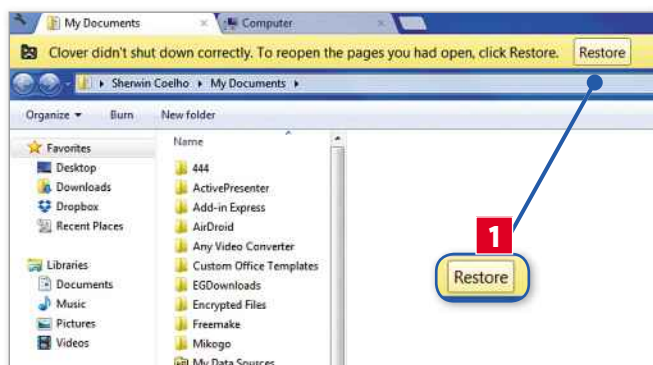 My Documents
Computer
Clover didn't shut down correctly. To reopen the pages you had open, click Restore. Restore
Sherwin Coelho My Documents
Organize Burn New folder
Favorites
Desktop
Downloads
Dropbox
Recent Places
Libraries
Documents
Music
Pictures
Videos
Name
444
ActivePresenter
Add-in Express
AirDroid
Any Video Converter
Custom Office Templates
EGDownloads
Encrypted Files
Freemake
Mikogo
My Data Sources
1
Restore